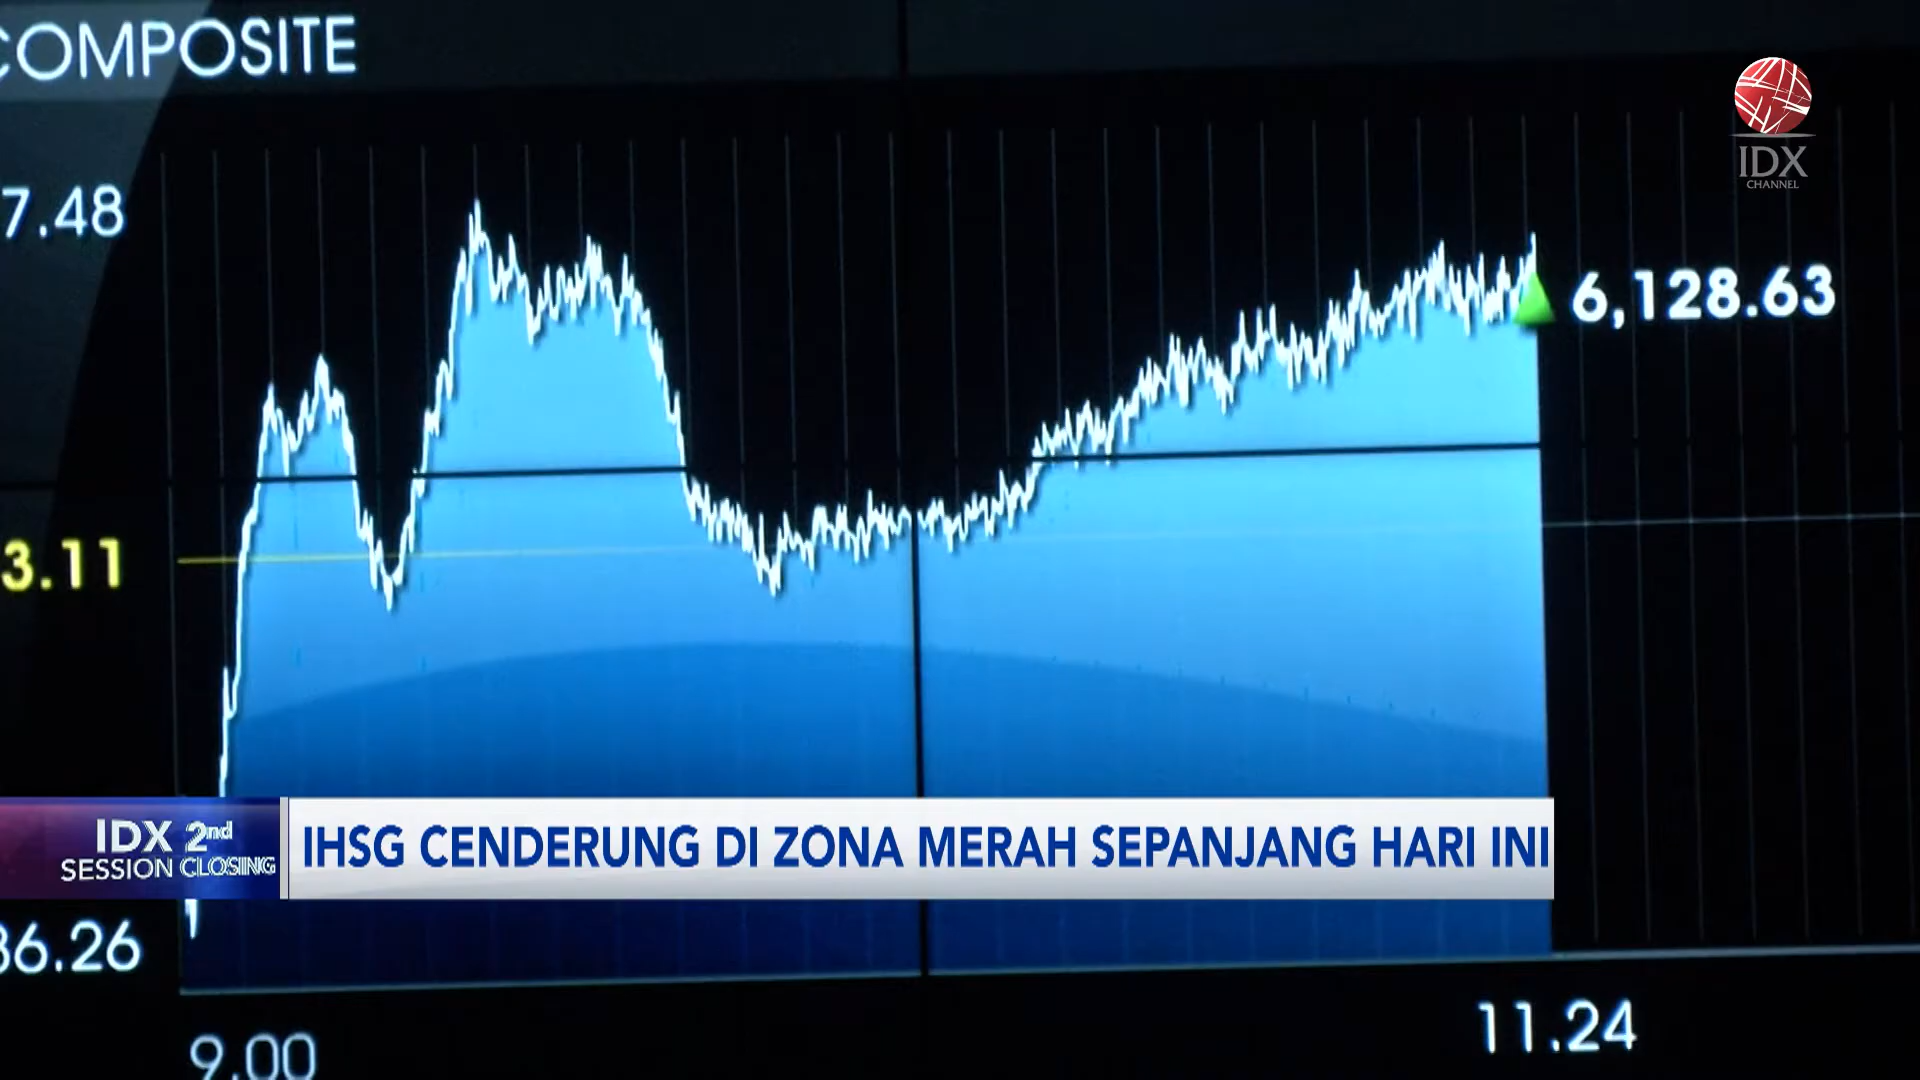 COMPOSITE
IDX
CHANNEL
7.48
6,128.63
3.11
IDX 2nd
SESSION CLOSING
IHSG CENDERUNG DI ZONA MERAH SEPANJANG HARI INI
36.26
11.24
9.00